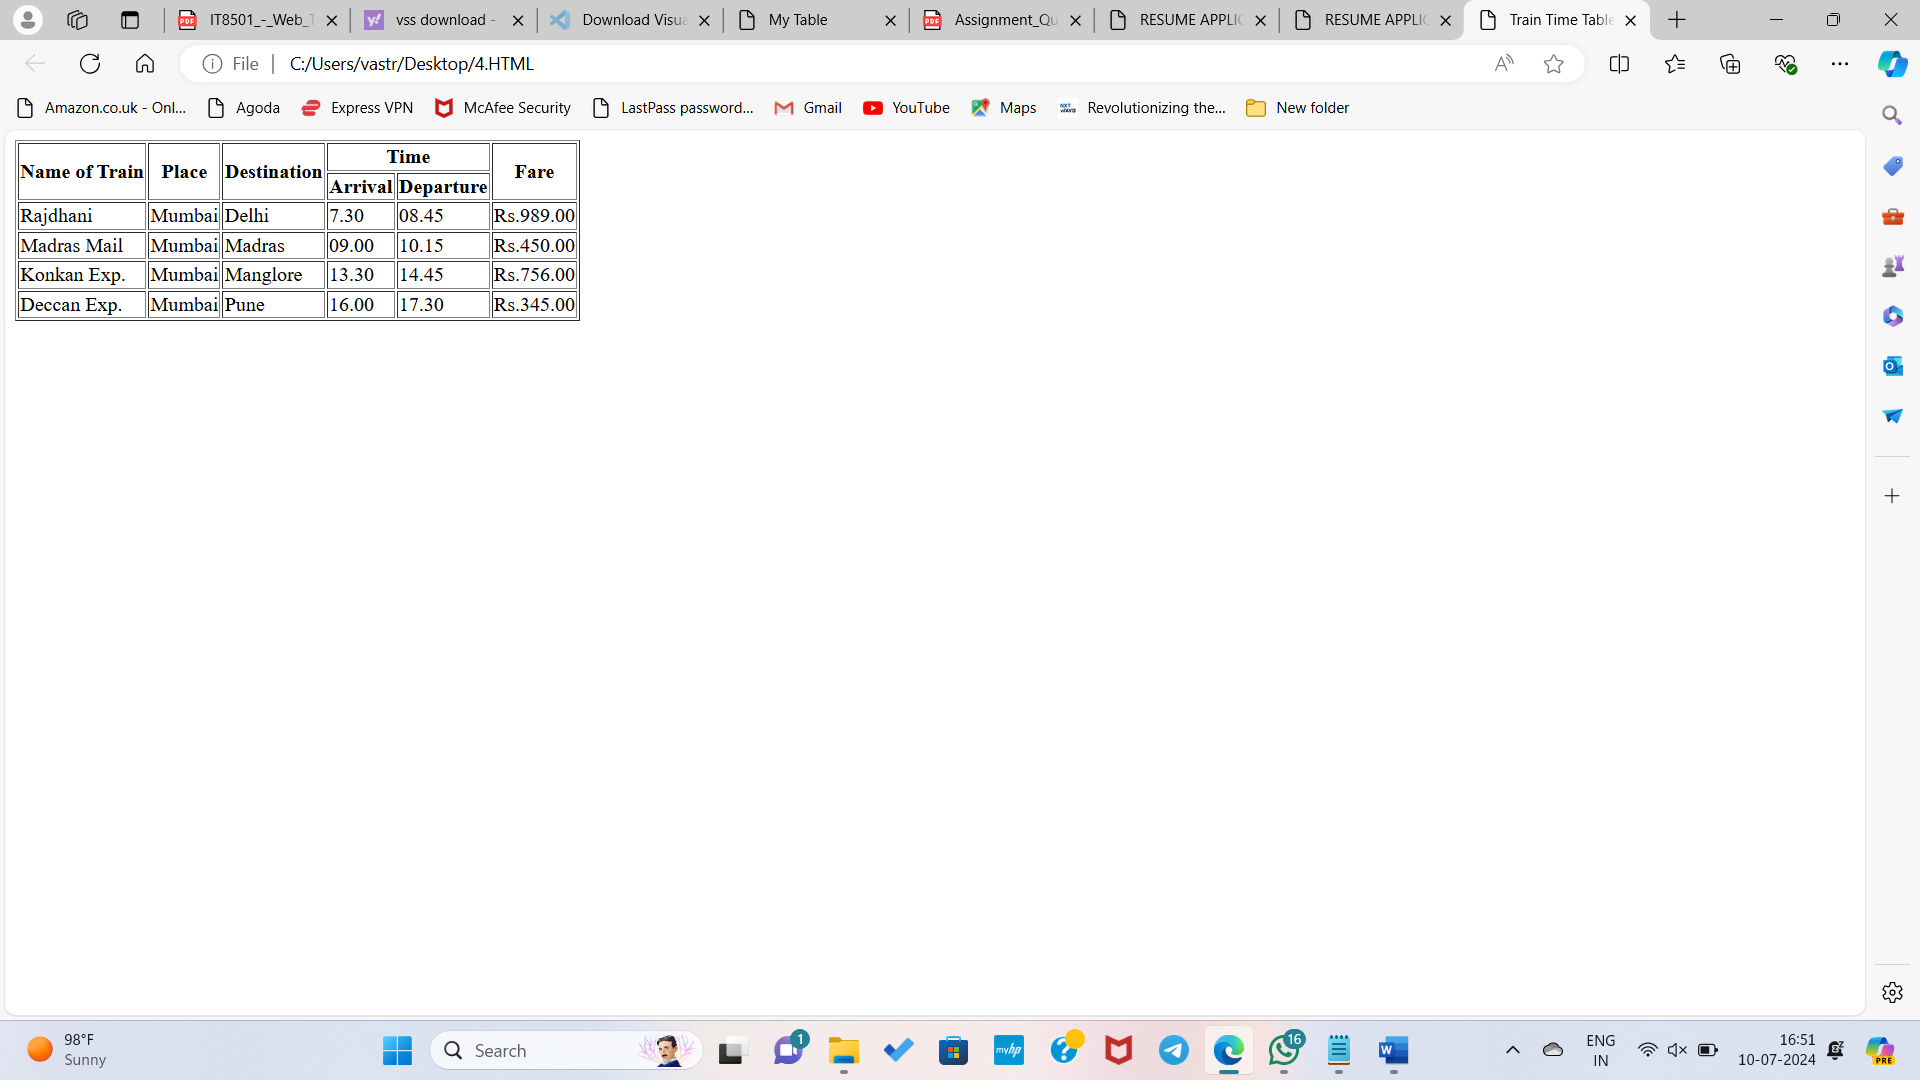 IT8501_-_Web_T
vss download -
Download Visua
My Table
Assignment_Qu
RESUME APPLIC
RESUME APPLIC
Train Time Table
File
C:/Users/vastr/Desktop/4.HTML
Amazon.co.uk - Onl...
Agoda
Express VPN
McAfee Security
LastPass password...
Gmail
YouTube
Maps
Revolutionizing the...
New folder
Name of Train Place Destination Time Fare
Arrival Departure
Rajdhani Mumbai Delhi 7.30 08.45 Rs.989.00
Madras Mail Mumbai Madras 09.00 10.15 Rs.450.00
Konkan Exp. Mumbai Manglore 13.30 14.45 Rs.756.00
Deccan Exp. Mumbai Pune 16.00 17.30 Rs.345.00
98°F
Sunny
Search
1
myhp
16
ENG
IN
16:51
10-07-2024
PRE